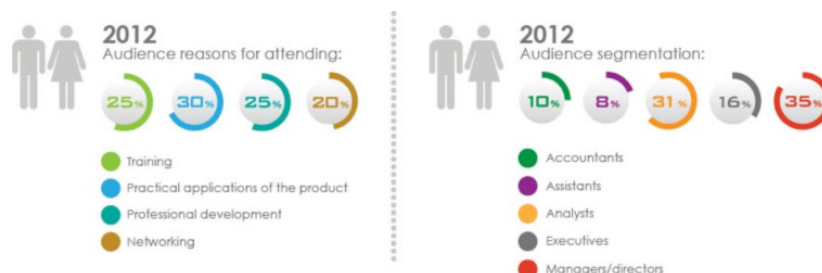 2012
Audience reasons for attending:
25% 30% 25% 20%
Training
Practical applications of the product
Professional development
Networking
2012
Audience segmentation:
10% 8% 31% 16% 35%
Accountants
Assistants
Analysts
Executives
Managers/directors